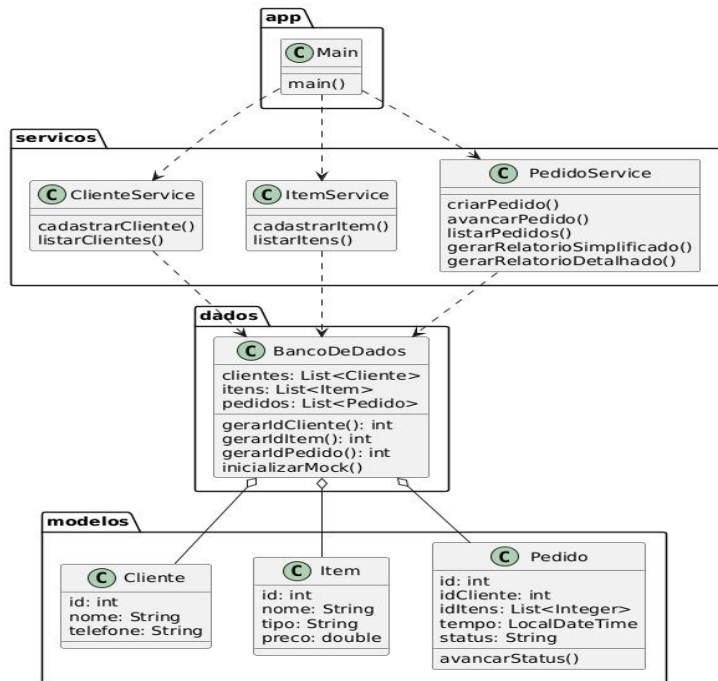 app
C Main
main()
servicos
C ClienteService
cadastrarCliente()
listarClientes()
C ItemService
cadastrarItem()
listarItens()
C PedidoService
criarPedido()
avancarPedido()
listarPedidos()
gerarRelatorioSimplificado()
gerarRelatorioDetalhado()
dados
C BancoDeDados
clientes: List<Cliente>
itens: List<Item>
pedidos: List<Pedido>
gerarIdCliente(): int
gerarIdItem(): int
gerarIdPedido(): int
inicializarMock()
modelos
C Cliente
id: int
nome: String
telefone: String
C Item
id: int
nome: String
tipo: String
preco: double
C Pedido
id: int
idCliente: int
idItens: List<Integer>
tempo: LocalDateTime
status: String
avancarStatus()